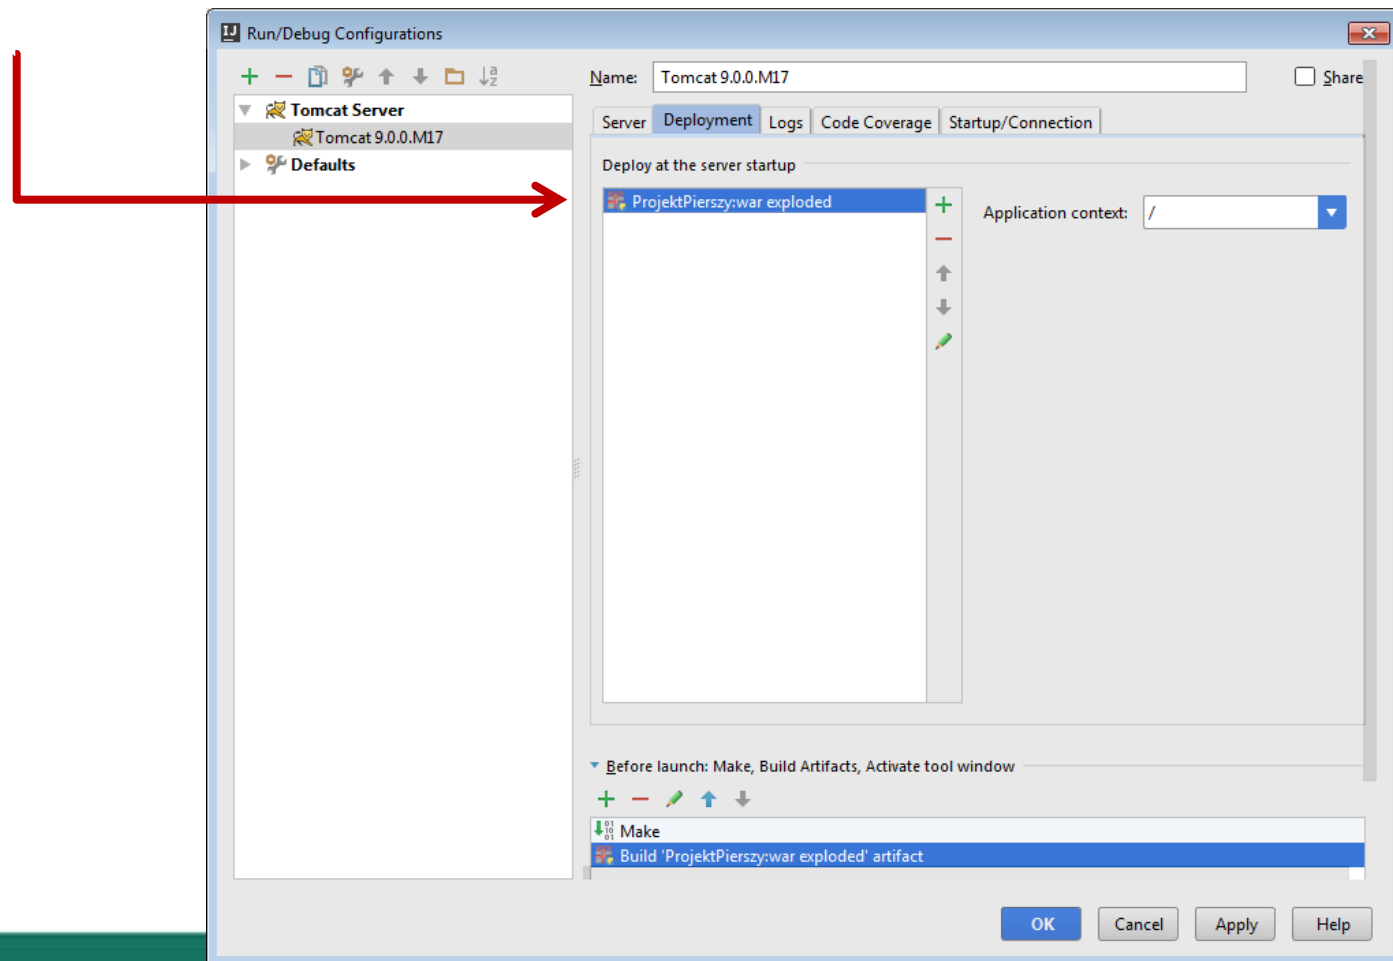 Run/Debug Configurations
Name: Tomcat 9.0.0.M17 Share
Tomcat Server
Tomcat 9.0.0.M17
Defaults
Server Deployment Logs Code Coverage Startup/Connection
Deploy at the server startup
ProjektPierszy:war exploded
Application context: /
Before launch: Make, Build Artifacts, Activate tool window
Make
Build 'ProjektPierszy:war exploded' artifact
OK Cancel Apply Help